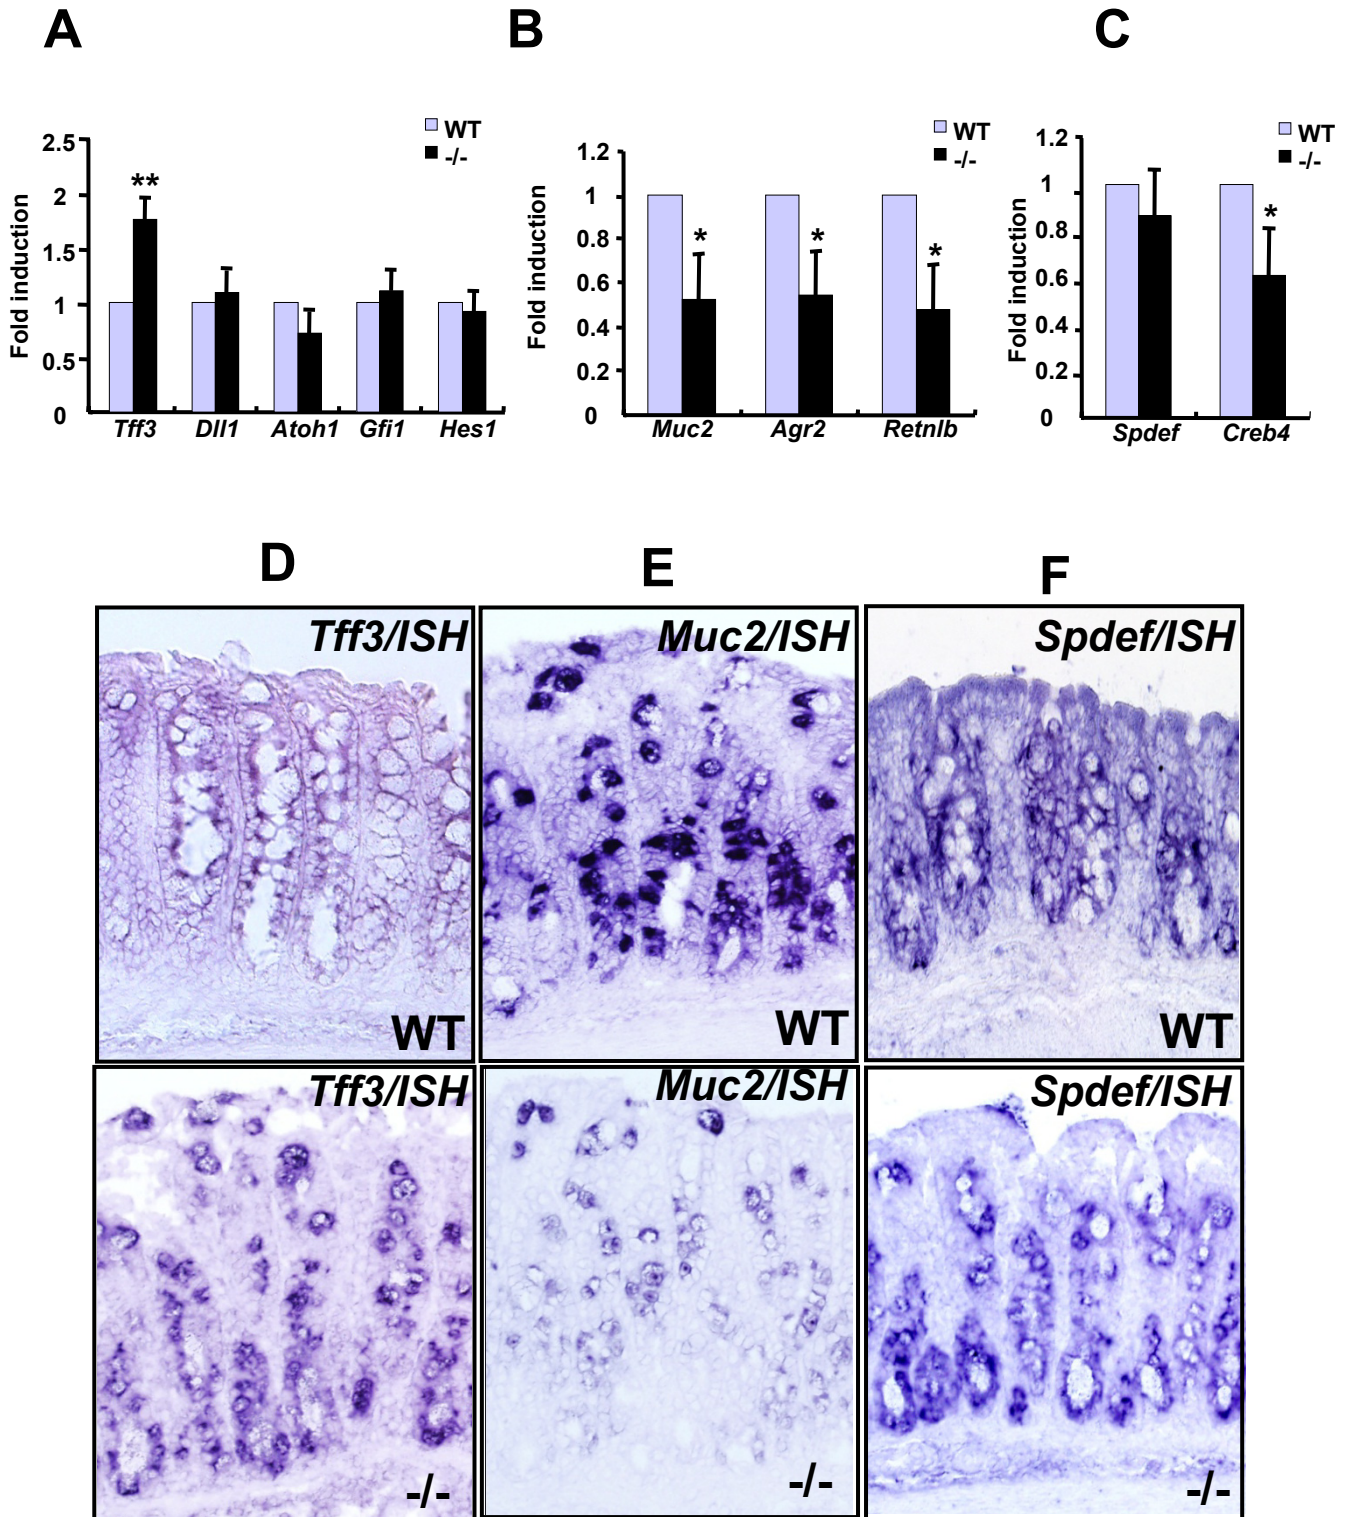 A
B
C
WT
-/-
2.5
2
1.5
1
0.5
0
Fold induction
**
Tff3 Dll1 Atoh1 Gfi1 Hes1
WT
-/-
1.2
1
0.8
0.6
0.4
0.2
0
Fold induction
* * *
Muc2 Agr2 Retnlb
WT
-/-
1.2
1
0.8
0.6
0.4
0.2
0
Fold induction
*
Spdef Creb4
D
E
F
Tff3/ISH
WT
Muc2/ISH
WT
Spdef/ISH
WT
Tff3/ISH
-/-
Muc2/ISH
-/-
Spdef/ISH
-/-